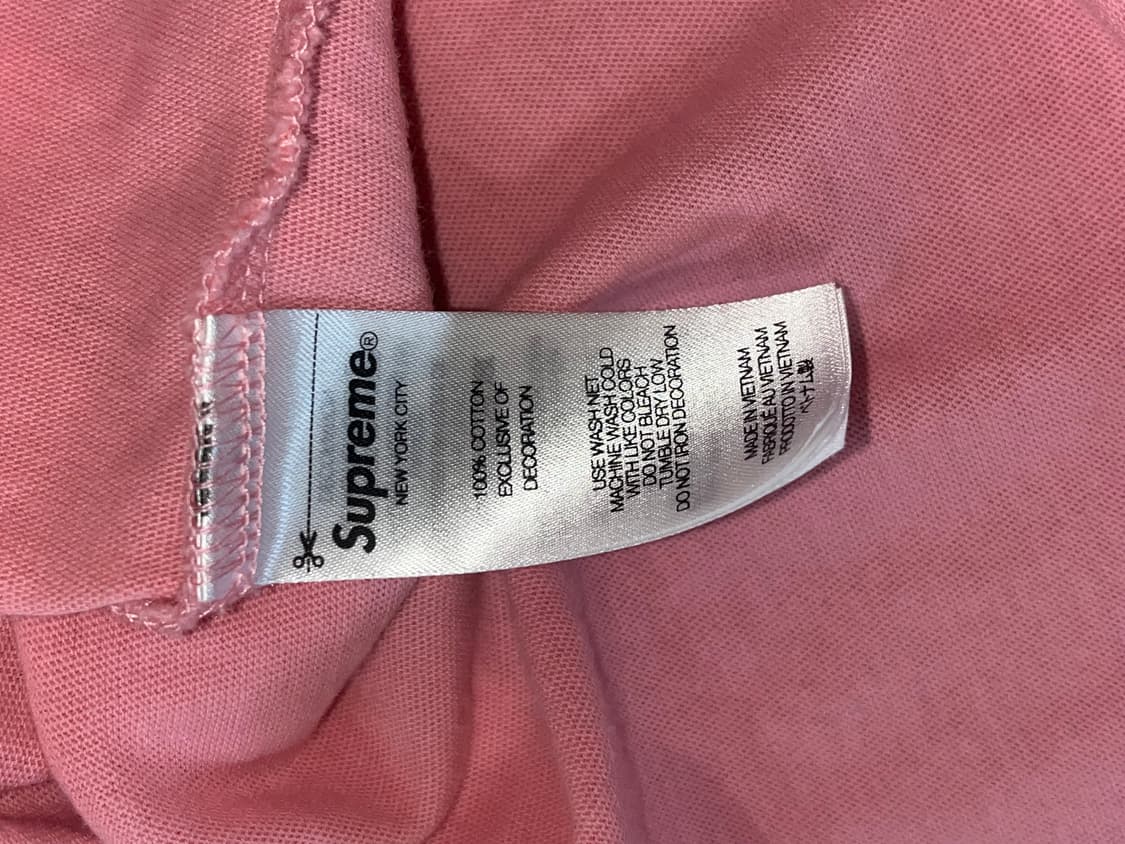 Supreme®
NEW YORK CITY
100% COTTON
EXCLUSIVE OF
DECORATION
USE WASH NET
MACHINE WASH COLD
WITH LIKE COLORS
DO NOT BLEACH
TUMBLE DRY LOW
DO NOT IRON DECORATION
MADE IN VIETNAM
FABRIQUÉ AU VIETNAM
PRODOTTO IN VIETNAM
ベトナム製